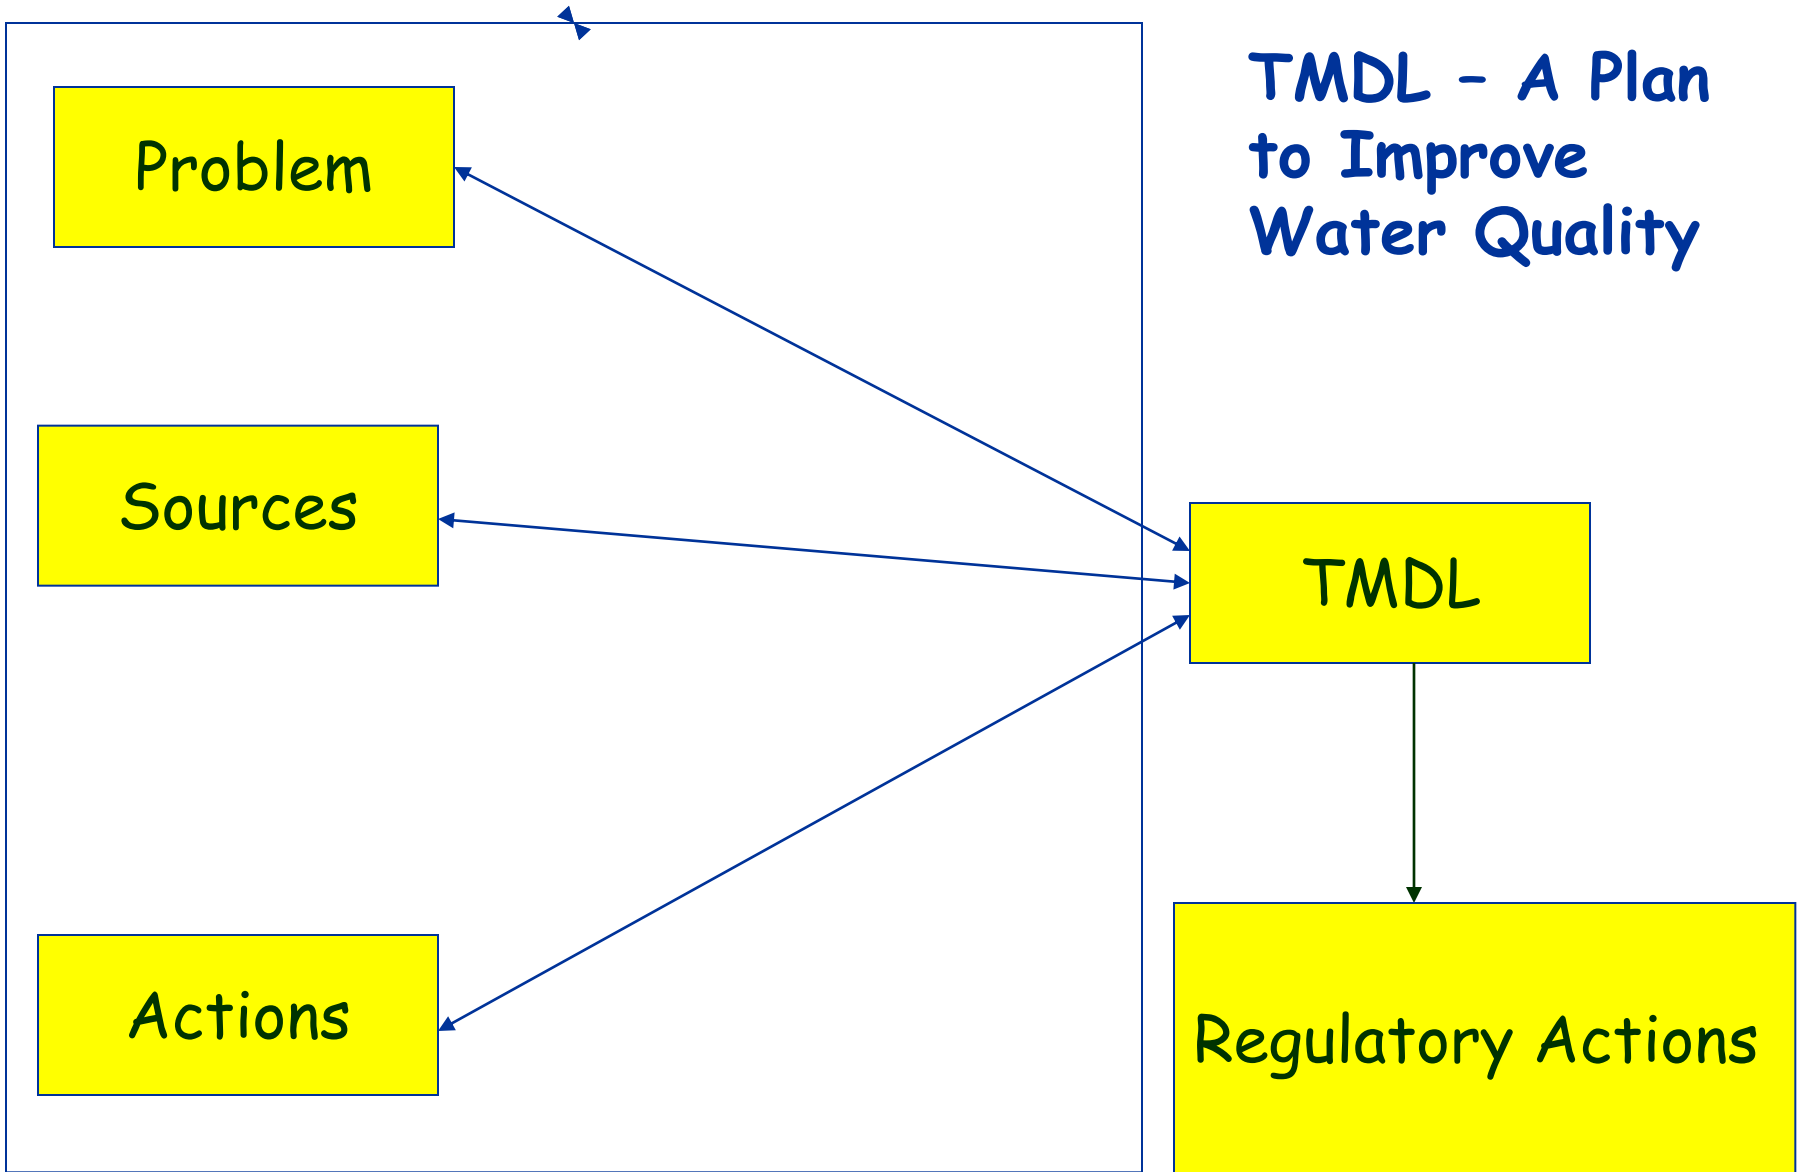 TMDL – A Plan
to Improve
Water Quality
Problem
Sources
TMDL
Actions
Regulatory Actions